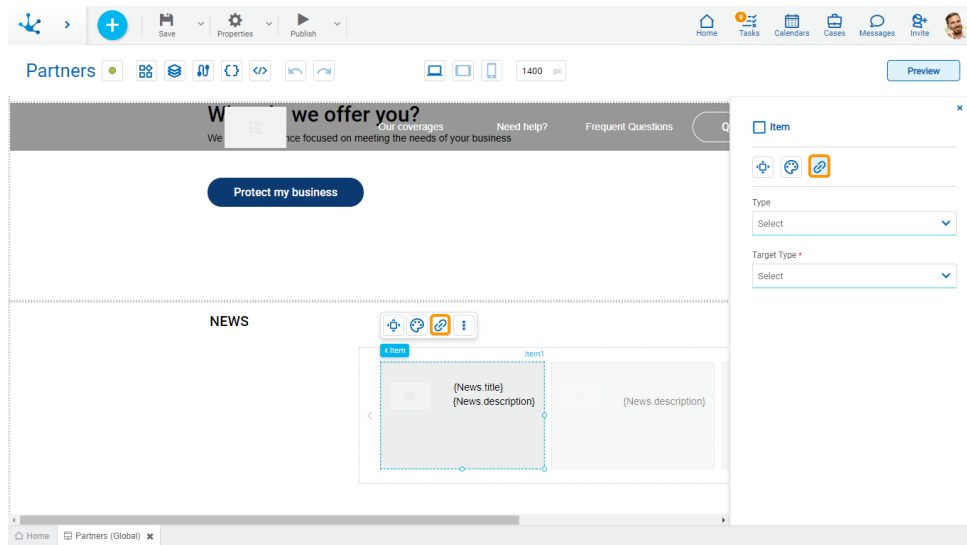 Save
Properties
Publish
Home
9
Tasks
Calendars
Cases
Messages
Invite
Partners
1400 px
Preview
we offer you?
We
nce focused on meeting the needs of your business
Our coverages
Need help?
Frequent Questions
Q
Protect my business
NEWS
Item
Item1
{News.title}
{News.description}
{News.description}
Item
Type
Select
Target Type *
Select
Home
Partners (Global)